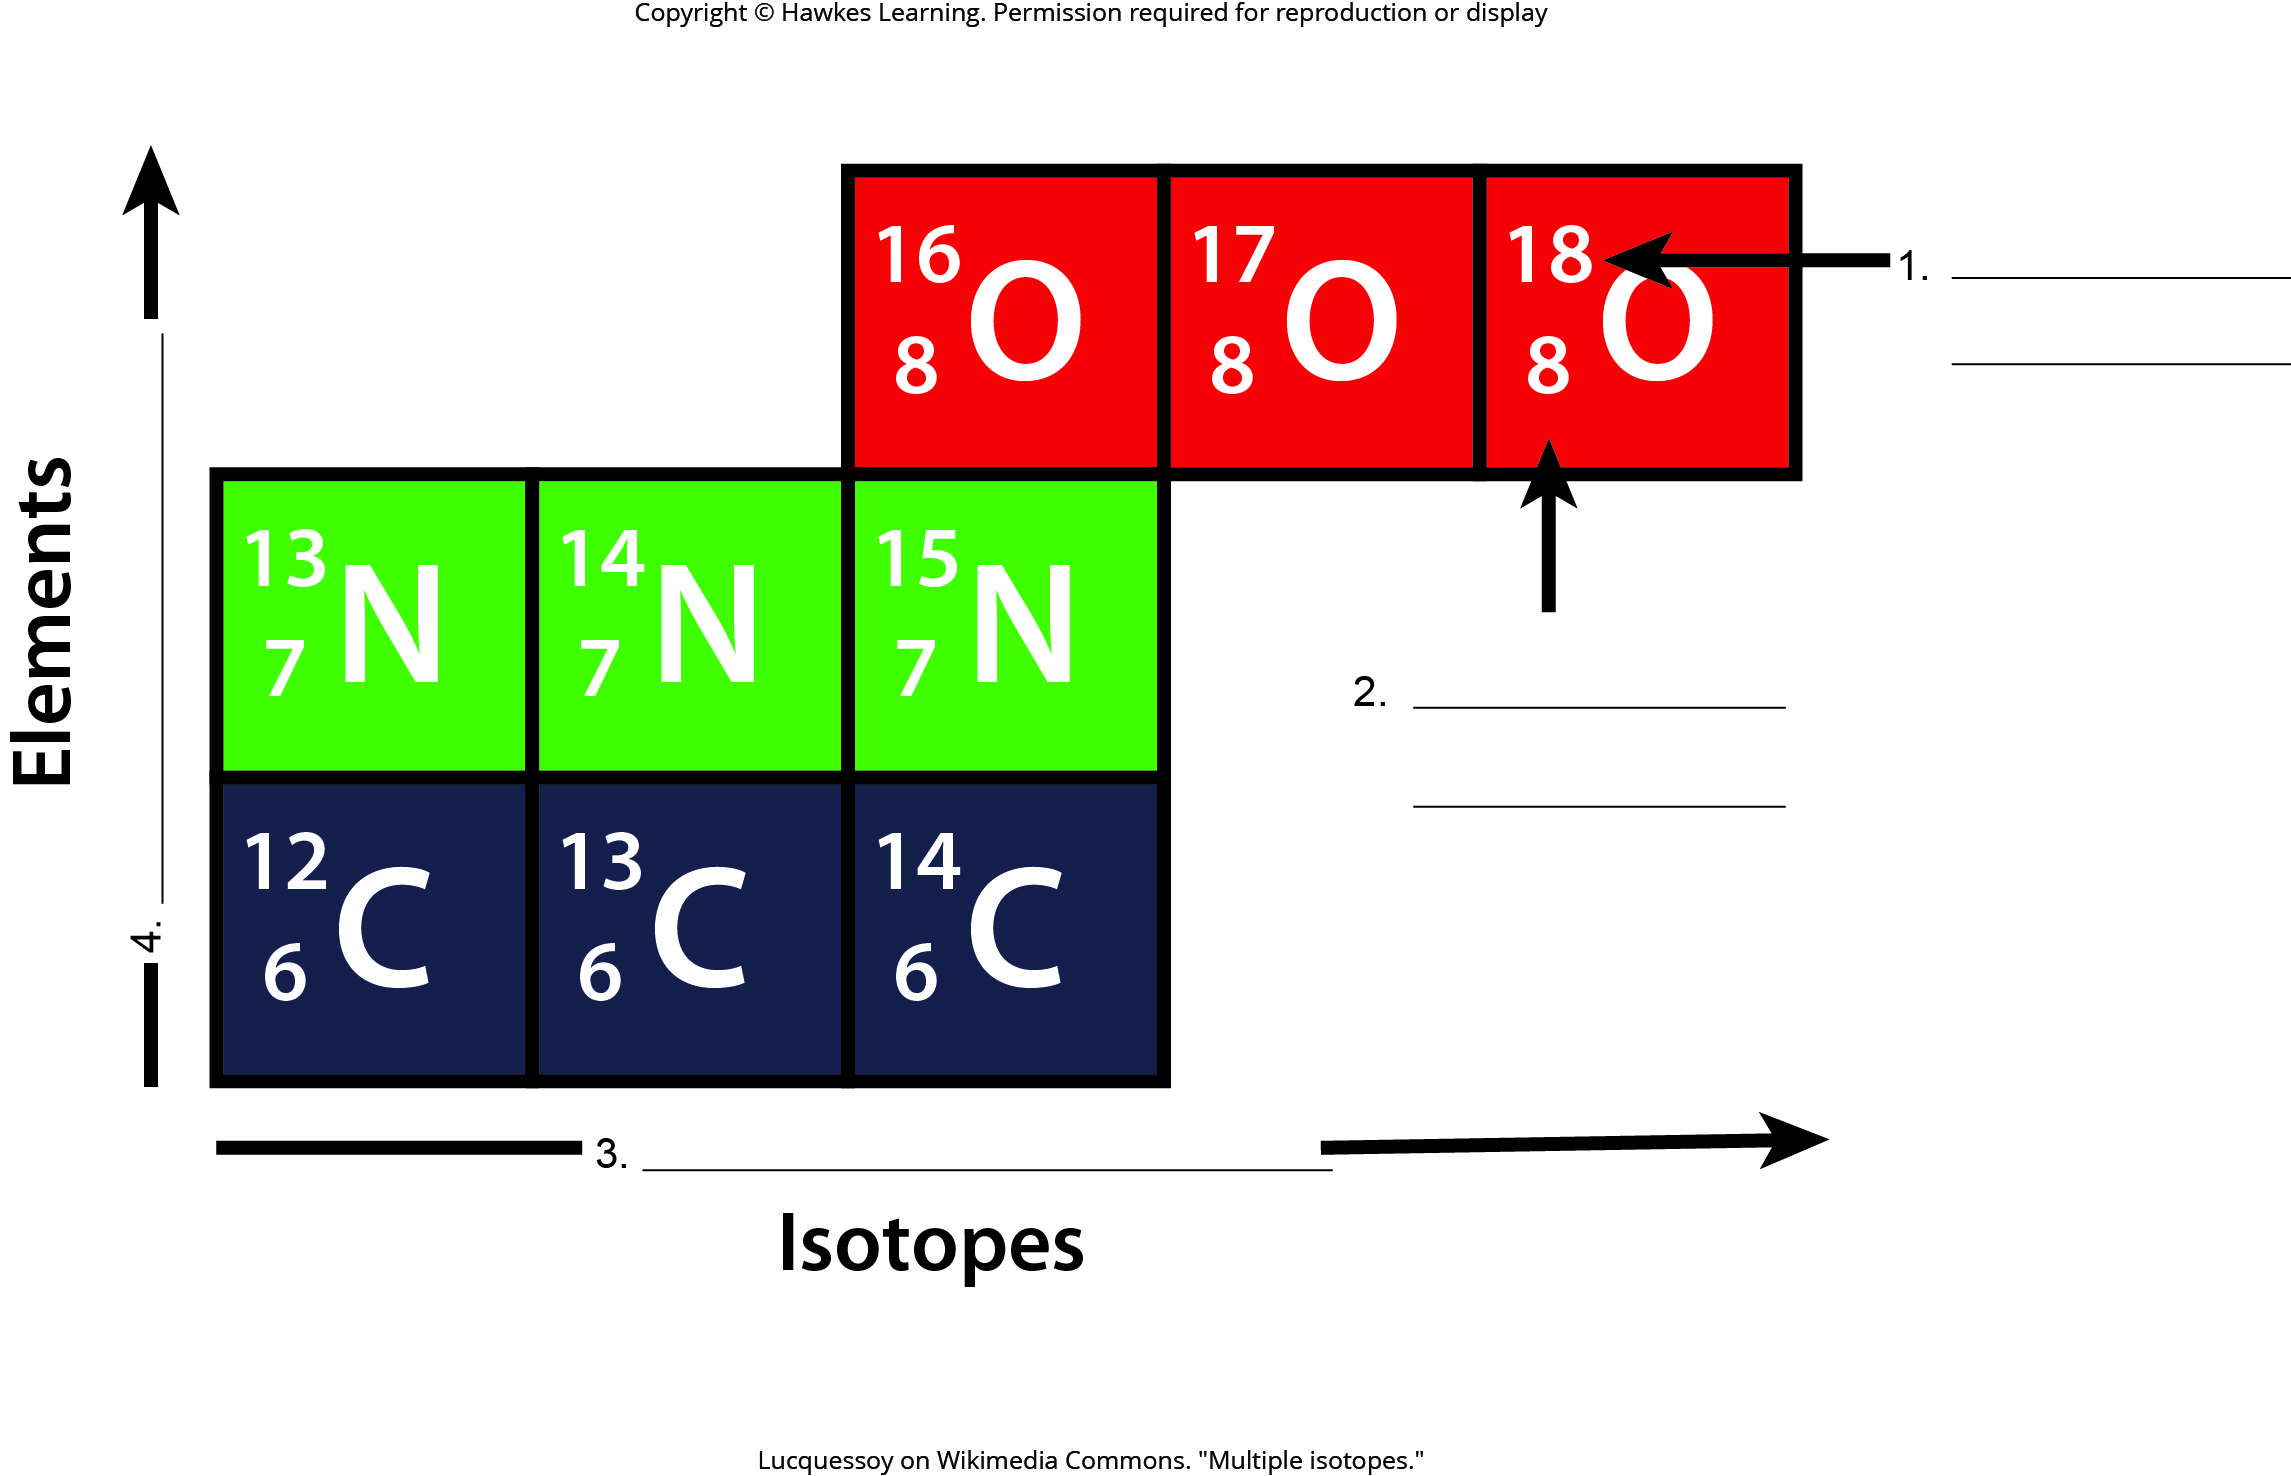 Copyright © Hawkes Learning. Permission required for reproduction or display
16
8 O
17
8 O
18
8 O
1.
Elements
13
7 N
14
7 N
15
7 N
2.
12
6 C
13
6 C
14
6 C
4.
3.
Isotopes
Lucquessoy on Wikimedia Commons. "Multiple isotopes."